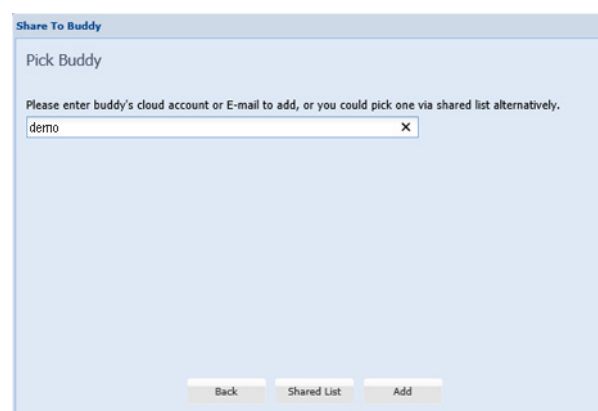 Share To Buddy
Pick Buddy
Please enter buddy's cloud account or E-mail to add, or you could pick one via shared list alternatively.
demo
Back Shared List Add